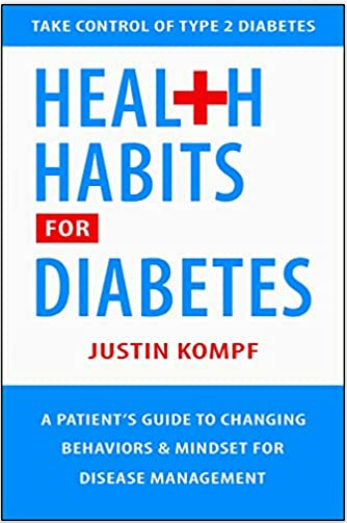 TAKE CONTROL OF TYPE 2 DIABETES
HEALTH
HABITS
FOR
DIABETES
JUSTIN KOMPF
A PATIENT'S GUIDE TO CHANGING
BEHAVIORS & MINDSET FOR
DISEASE MANAGEMENT